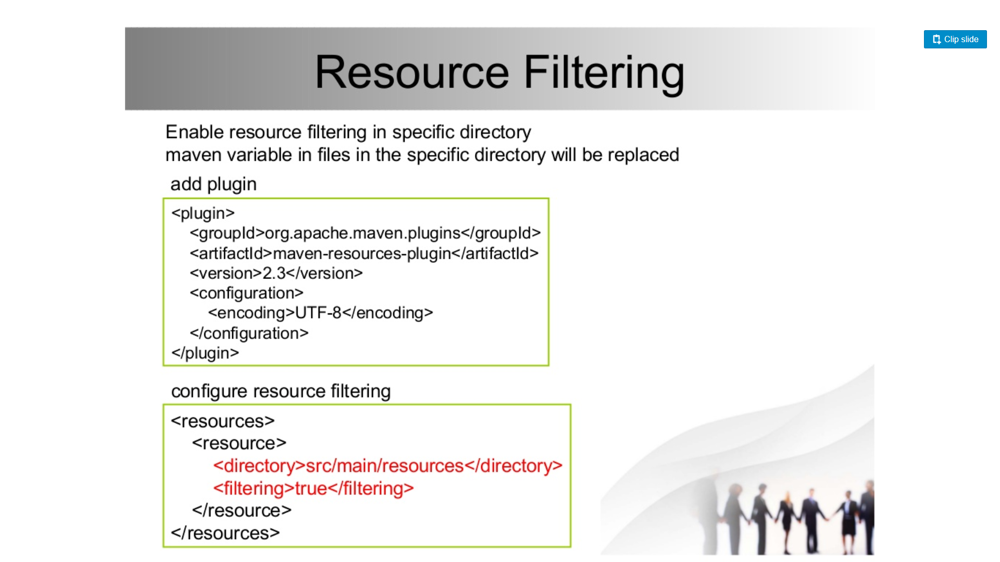 Clip slide
Resource Filtering
Enable resource filtering in specific directory
maven variable in files in the specific directory will be replaced
add plugin
<plugin>
<groupId>org.apache.maven.plugins</groupId>
<artifactId>maven-resources-plugin</artifactId>
<version>2.3</version>
<configuration>
<encoding>UTF-8</encoding>
</configuration>
</plugin>
configure resource filtering
<resources>
<resource>
<directory>src/main/resources</directory>
<filtering>true</filtering>
</resource>
</resources>